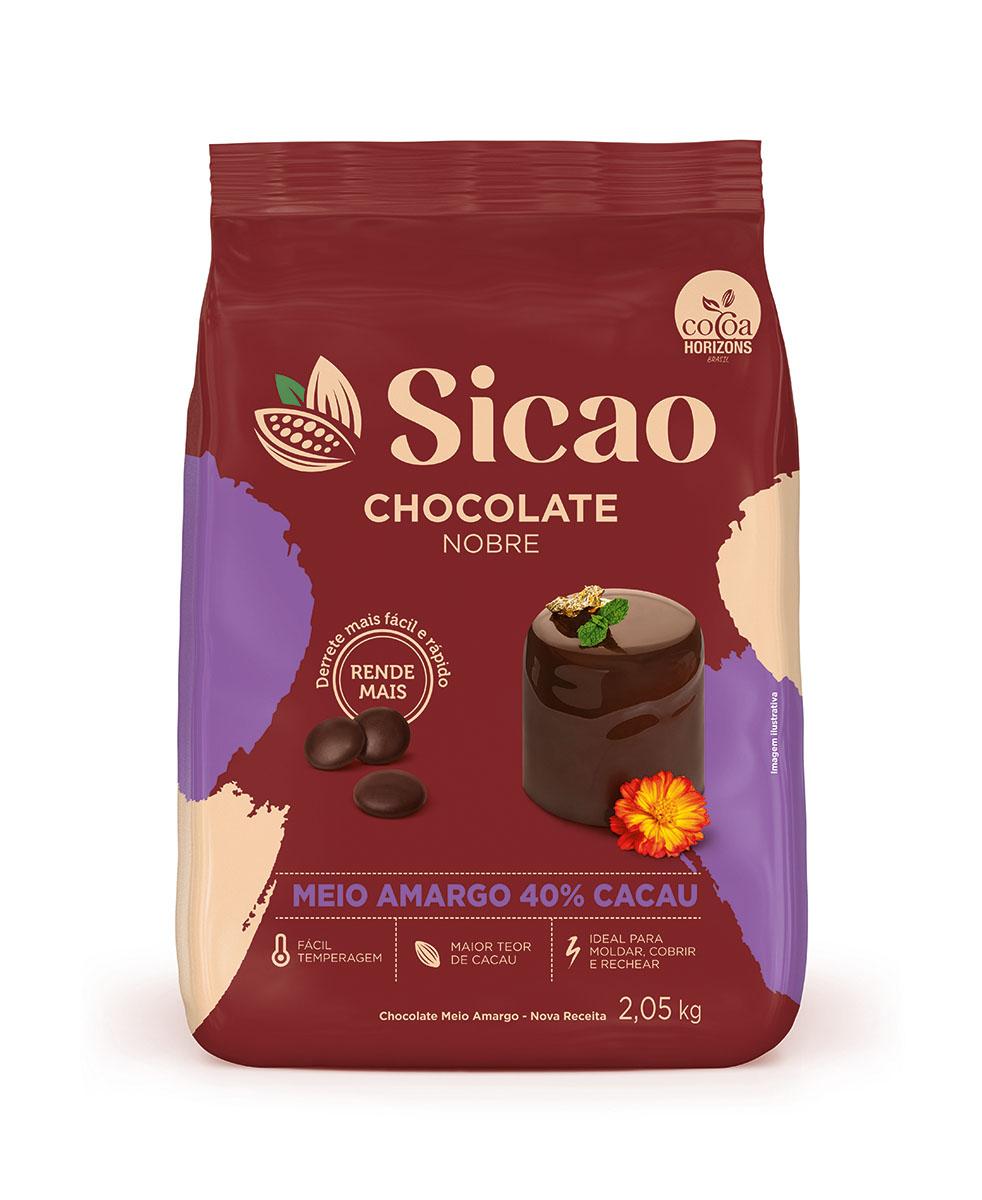 cocoa
HORIZONS
BRASIL
Sicao
CHOCOLATE
NOBRE
Derrete mais fácil e rápido
RENDE
MAIS
Imagem ilustrativa
MEIO AMARGO 40% CACAU
FÁCIL
TEMPERAGEM
MAIOR TEOR
DE CACAU
IDEAL PARA
MOLDAR, COBRIR
E RECHEAR
Chocolate Meio Amargo - Nova Receita 2,05 kg